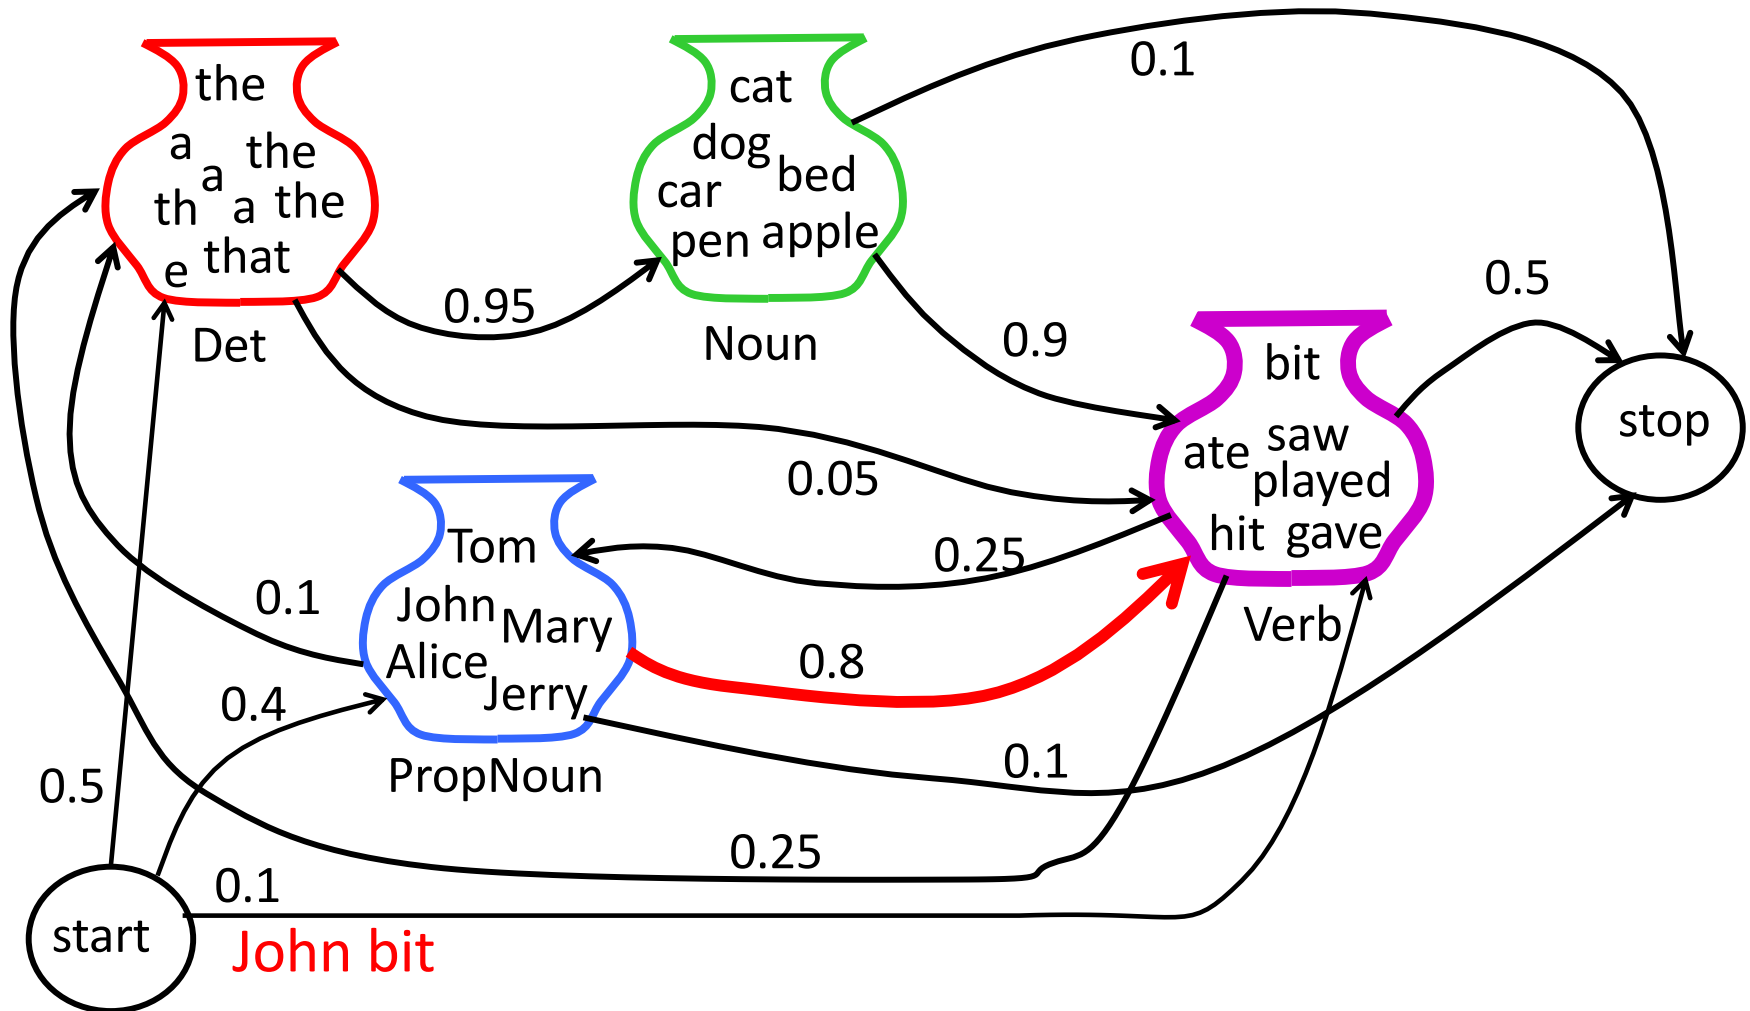 the
a
the
a
th
a
the
e
that
Det
cat
dog
bed
car
pen
apple
Noun
0.1
0.95
0.9
0.5
bit
saw
ate
played
hit
gave
Verb
stop
0.05
0.25
Tom
John
Mary
Alice
Jerry
PropNoun
0.1
0.8
0.4
0.1
0.5
0.25
0.1
start
John bit